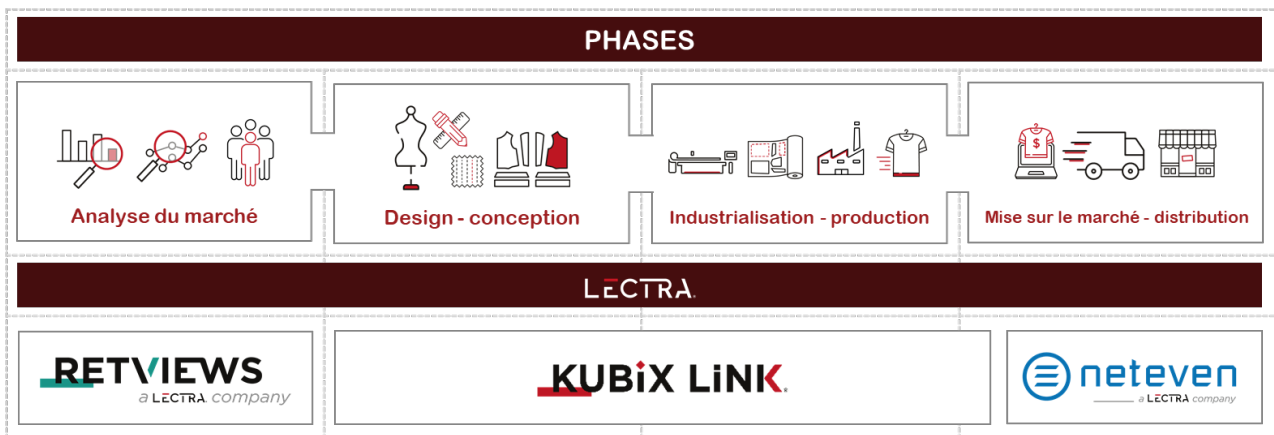 PHASES
$
Analyse du marché
Design - conception
Industrialisation - production
Mise sur le marché - distribution
LECTRA
RETVIEWS
a LECTRA company
KUBiX LiNK®
neteven
a LECTRA company